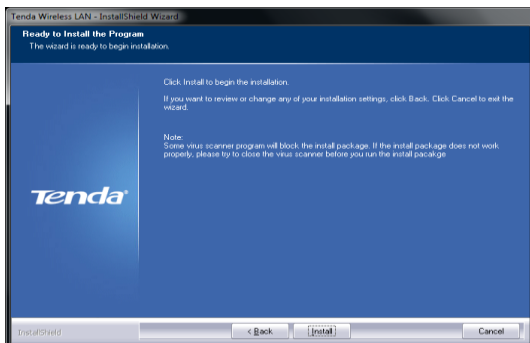 Tenda Wireless LAN - InstallShield Wizard
Ready to Install the Program
The wizard is ready to begin installation.
Click Install to begin the installation.
If you want to review or change any of your installation settings, click Back. Click Cancel to exit the
wizard.
Note:
Some virus scanner program will block the install package. If the install package does not work
properly, please try to close the virus scanner before you run the install pacakge
Tenda®
InstallShield
< Back
Install
Cancel